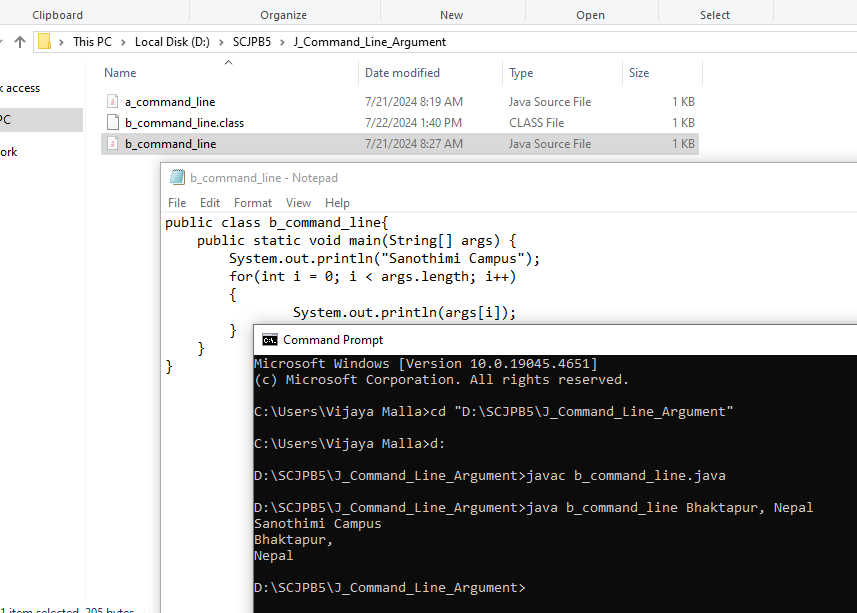 Clipboard Organize New Open Select
This PC > Local Disk (D:) > SCJPB5 > J_Command_Line_Argument
Name Date modified Type Size
access
a_command_line 7/21/2024 8:19 AM Java Source File 1 KB
PC
b_command_line.class 7/22/2024 1:40 PM CLASS File 1 KB
b_command_line 7/21/2024 8:27 AM Java Source File 1 KB
b_command_line - Notepad
File Edit Format View Help
public class b_command_line{
    public static void main(String[] args) {
        System.out.println("Sanothimi Campus");
        for(int i = 0; i < args.length; i++)
        {
                System.out.println(args[i]);
        }
    }
}
Command Prompt
Microsoft Windows [Version 10.0.19045.4651]
(c) Microsoft Corporation. All rights reserved.
C:\Users\Vijaya Malla>cd "D:\SCJPB5\J_Command_Line_Argument"
C:\Users\Vijaya Malla>d:
D:\SCJPB5\J_Command_Line_Argument>javac b_command_line.java
D:\SCJPB5\J_Command_Line_Argument>java b_command_line Bhaktapur, Nepal
Sanothimi Campus
Bhaktapur,
Nepal
D:\SCJPB5\J_Command_Line_Argument>
1 item selected 205 bytes